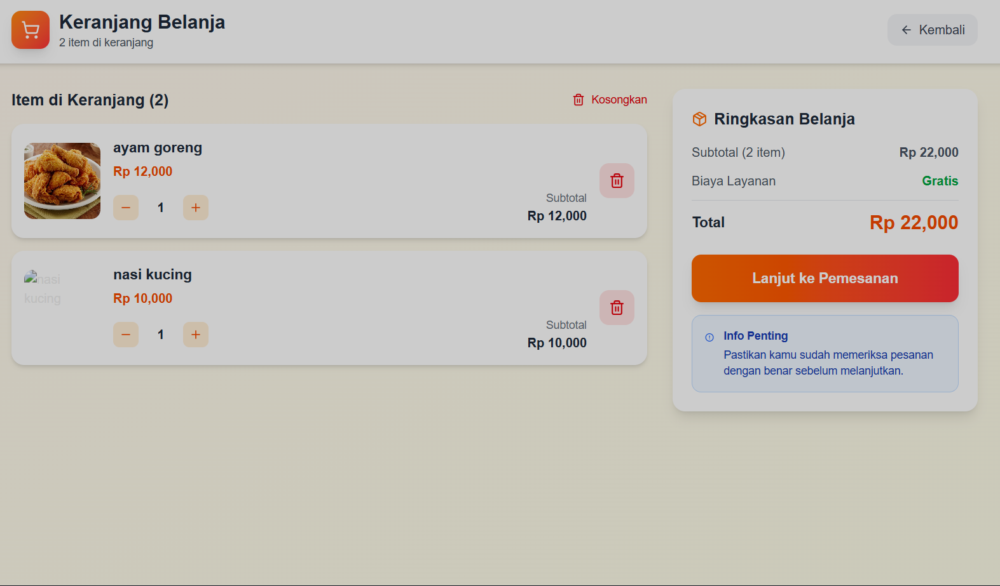 Keranjang Belanja
2 item di keranjang
Kembali
Item di Keranjang (2)
Kosongkan
ayam goreng
Rp 12,000
1
Subtotal
Rp 12,000
nasi
kucing
nasi kucing
Rp 10,000
1
Subtotal
Rp 10,000
Ringkasan Belanja
Subtotal (2 item)
Rp 22,000
Biaya Layanan
Gratis
Total
Rp 22,000
Lanjut ke Pemesanan
Info Penting
Pastikan kamu sudah memeriksa pesanan
dengan benar sebelum melanjutkan.